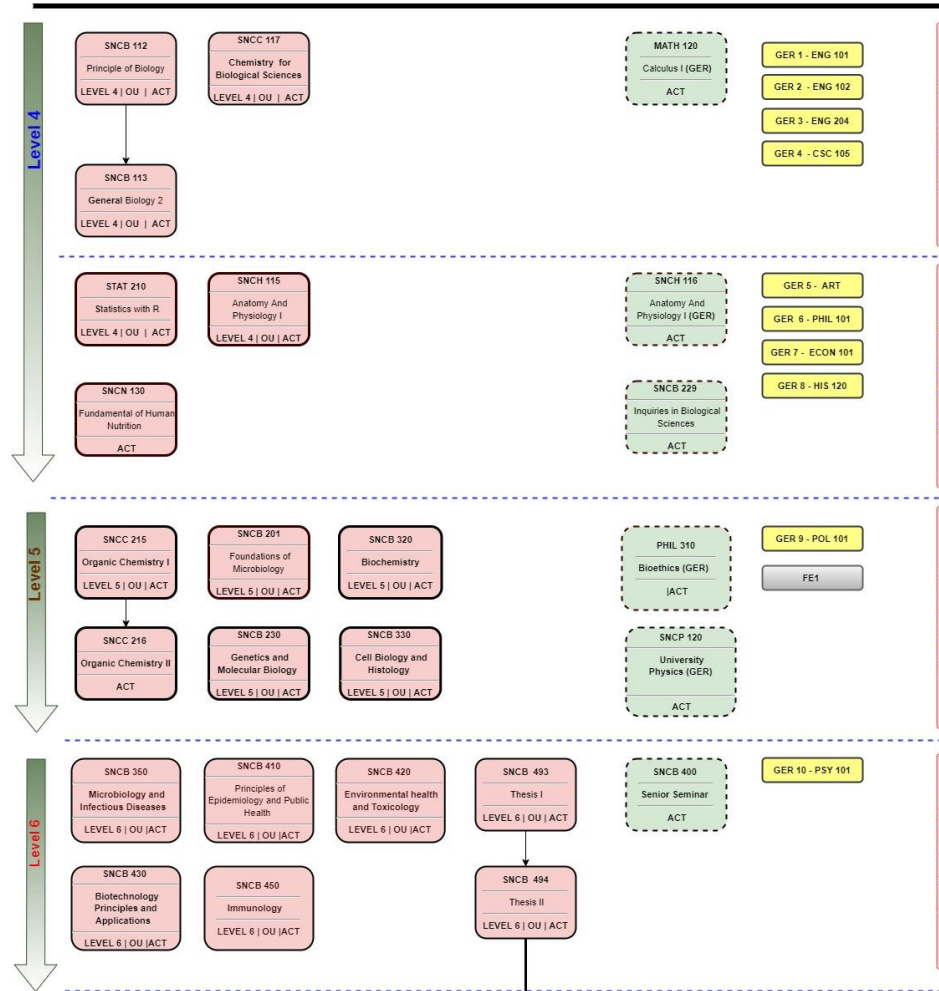 Level 4
SNCB 112
Principle of Biology
LEVEL 4 | OU | ACT
SNCC 117
Chemistry for
Biological Sciences
LEVEL 4 | OU | ACT
MATH 120
Calculus I (GER)
ACT
GER 1 - ENG 101
GER 2 - ENG 102
GER 3 - ENG 204
GER 4 - CSC 105
SNCB 113
General Biology 2
LEVEL 4 | OU | ACT
STAT 210
Statistics with R
LEVEL 4 | OU | ACT
SNCH 115
Anatomy And
Physiology I
LEVEL 4 | OU | ACT
SNCH 116
Anatomy And
Physiology I (GER)
ACT
GER 5 - ART
GER 6 - PHIL 101
GER 7 - ECON 101
GER 8 - HIS 120
SNCN 130
Fundamental of Human
Nutrition
ACT
SNCB 229
Inquiries in Biological
Sciences
ACT
Level 5
SNCC 215
Organic Chemistry I
LEVEL 5 | OU | ACT
SNCB 201
Foundations of
Microbiology
LEVEL 5 | OU | ACT
SNCB 320
Biochemistry
LEVEL 5 | OU | ACT
PHIL 310
Bioethics (GER)
|ACT
GER 9 - POL 101
FE1
SNCC 216
Organic Chemistry II
ACT
SNCB 230
Genetics and
Molecular Biology
LEVEL 5 | OU | ACT
SNCB 330
Cell Biology and
Histology
LEVEL 5 | OU | ACT
SNCP 120
University
Physics (GER)
ACT
Level 6
SNCB 350
Microbiology and
Infectious Diseases
LEVEL 6 | OU |ACT
SNCB 410
Principles of
Epidemiology and Public
Health
LEVEL 6 | OU |ACT
SNCB 420
Environmental health
and Toxicology
LEVEL 6 | OU |ACT
SNCB 493
Thesis I
LEVEL 6 | OU | ACT
SNCB 400
Senior Seminar
ACT
GER 10 - PSY 101
SNCB 430
Biotechnology
Principles and
Applications
LEVEL 6 | OU |ACT
SNCB 450
Immunology
LEVEL 6 | OU |ACT
SNCB 494
Thesis II
LEVEL 6 | OU | ACT